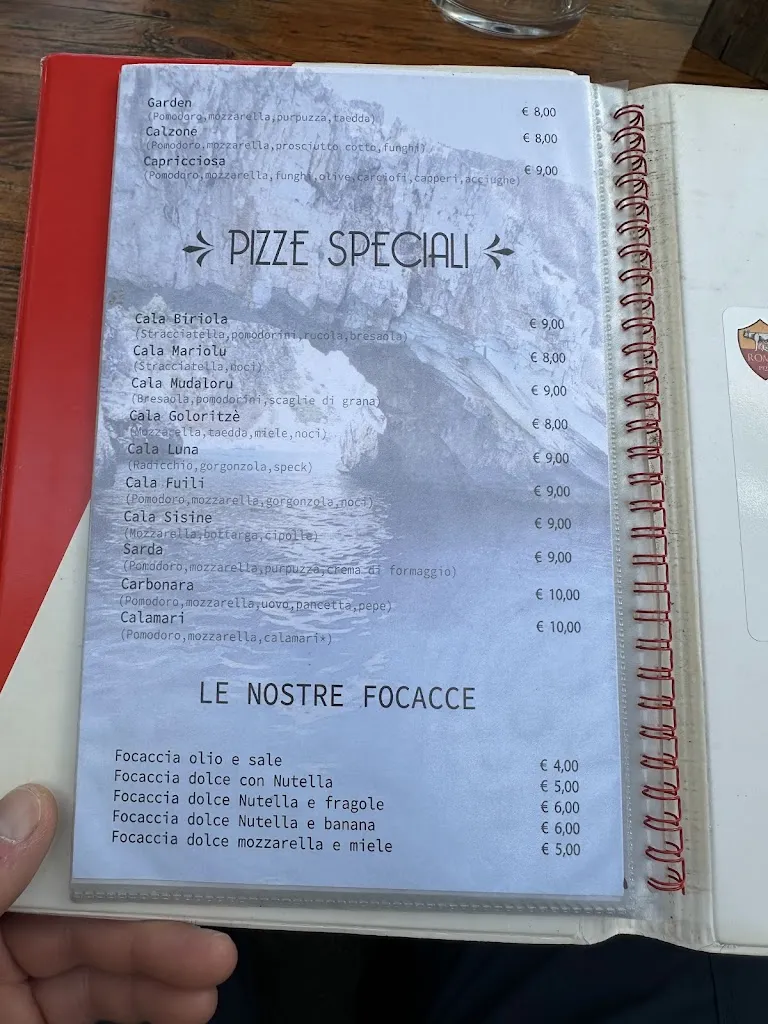 Garden € 8,00
(Pomodoro,mozzarella,purpuzza,taedda)
Calzone € 8,00
(Pomodoro,mozzarella,prosciutto cotto,funghi)
Capricciosa € 9,00
(Pomodoro,mozzarella,funghi,olive,carciofi,capperi,acciughe)
PIZZE SPECIALI
Cala Biriola € 9,00
(Stracciatella,pomodorini,rucola,bresaola)
Cala Mariolu € 8,00
(Stracciatella,noci)
Cala Mudaloru € 9,00
(Bresaola,pomodorini,scaglie di grana)
Cala Goloritzè € 8,00
(Mozzarella,taedda,miele,noci)
Cala Luna € 9,00
(Radicchio,gorgonzola,speck)
Cala Fuili € 9,00
(Pomodoro,mozzarella,gorgonzola,noci)
Cala Sisine € 9,00
(Mozzarella,bottarga,cipolla)
Sarda € 9,00
(Pomodoro,mozzarella,purpuzza,crema di formaggio)
Carbonara € 10,00
(Pomodoro,mozzarella,uovo,pancetta,pepe)
Calamari € 10,00
(Pomodoro,mozzarella,calamari*)
LE NOSTRE FOCACCE
Focaccia olio e sale € 4,00
Focaccia dolce con Nutella € 5,00
Focaccia dolce Nutella e fragole € 6,00
Focaccia dolce Nutella e banana € 6,00
Focaccia dolce mozzarella e miele € 5,00